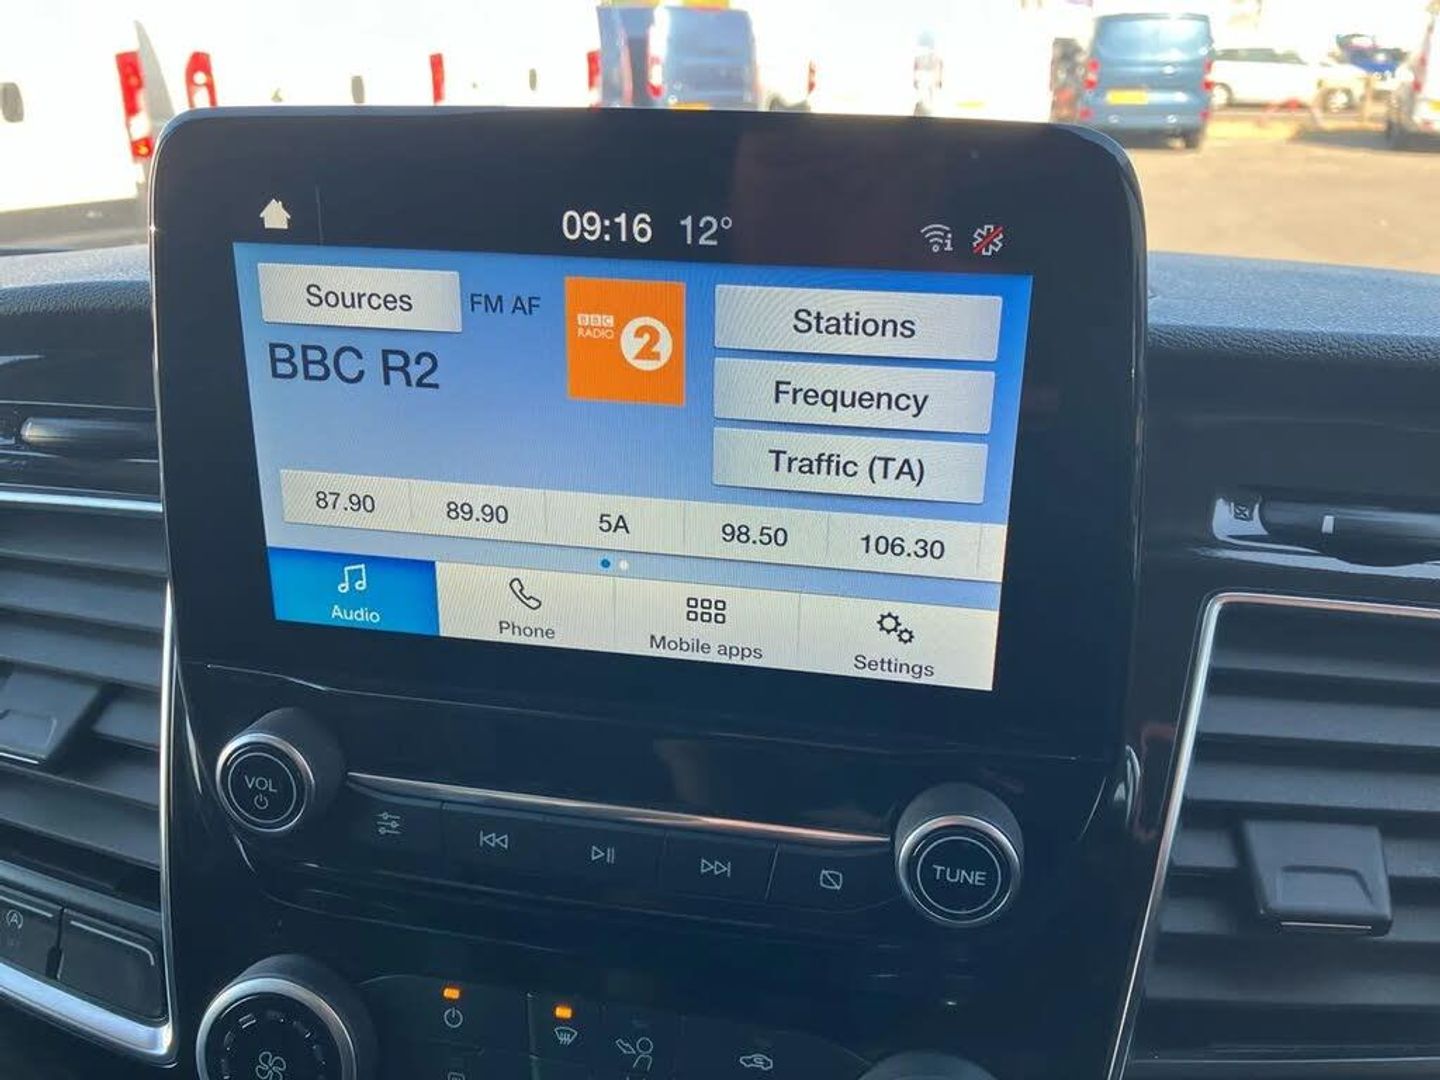 09:16 12°
Sources FM AF
BBC RADIO 2
BBC R2
Stations
Frequency
Traffic (TA)
87.90 89.90 5A 98.50 106.30
Audio Phone Mobile apps Settings
VOL
TUNE
A